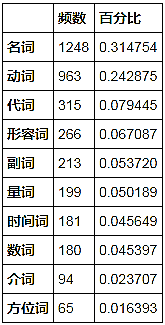 频数 百分比
名词 1248 0.314754
动词 963 0.242875
代词 315 0.079445
形容词 266 0.067087
副词 213 0.053720
量词 199 0.050189
时间词 181 0.045649
数词 180 0.045397
介词 94 0.023707
方位词 65 0.016393